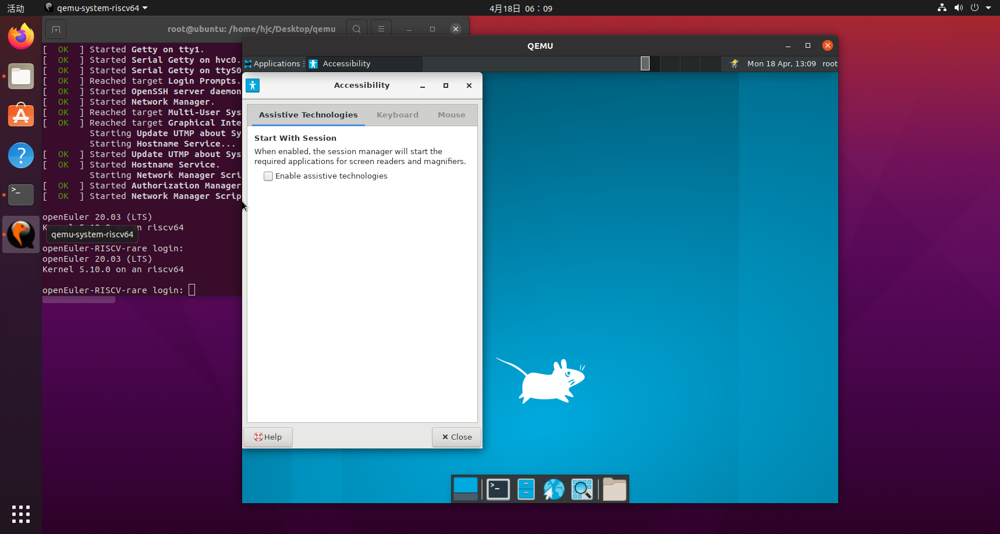 活动
qemu-system-riscv64
4月18日 06：09
root@ubuntu: /home/hjc/Desktop/qemu
[  OK  ] Started Getty on tty1.
[  OK  ] Started Serial Getty on hvc0.
[  OK  ] Started Serial Getty on ttyS0
[  OK  ] Reached target Login Prompts.
[  OK  ] Started OpenSSH server daemon
[  OK  ] Started Network Manager.
[  OK  ] Reached target Multi-User Sys
[  OK  ] Reached target Graphical Inte
Starting Update UTMP about Sy
Starting Hostname Service...
[  OK  ] Started Update UTMP about Sys
[  OK  ] Started Hostname Service.
Starting Network Manager Scri
[  OK  ] Started Authorization Manager
[  OK  ] Started Network Manager Scrip
openEuler 20.03 (LTS)
Kernel 5.10.0 on an riscv64
qemu-system-riscv64
openEuler-RISCV-rare login:
openEuler 20.03 (LTS)
Kernel 5.10.0 on an riscv64
openEuler-RISCV-rare login:
QEMU
Applications
Accessibility
Mon 18 Apr, 13:09
root
Accessibility
Assistive Technologies
Keyboard
Mouse
Start With Session
When enabled, the session manager will start the
required applications for screen readers and magnifiers.
Enable assistive technologies
Help
Close